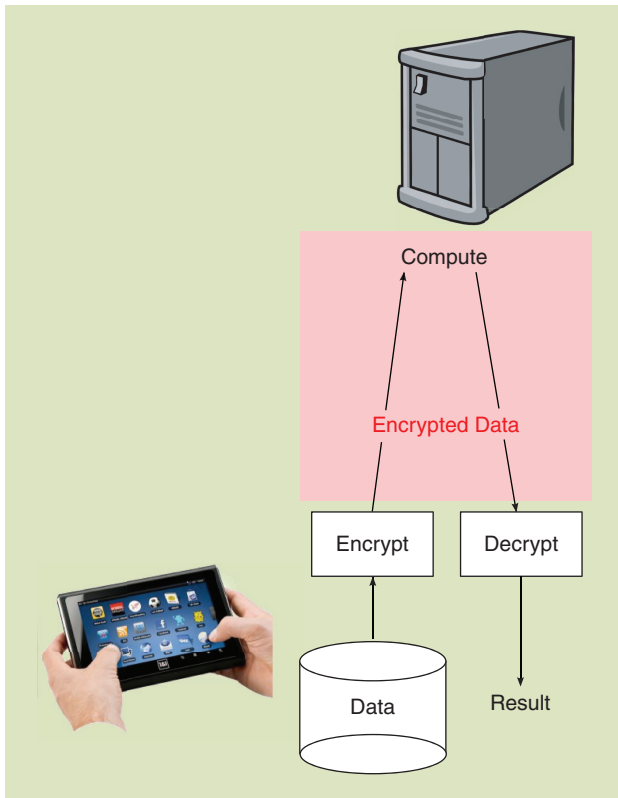 Compute
Encrypted Data
Encrypt
Decrypt
Data
Result